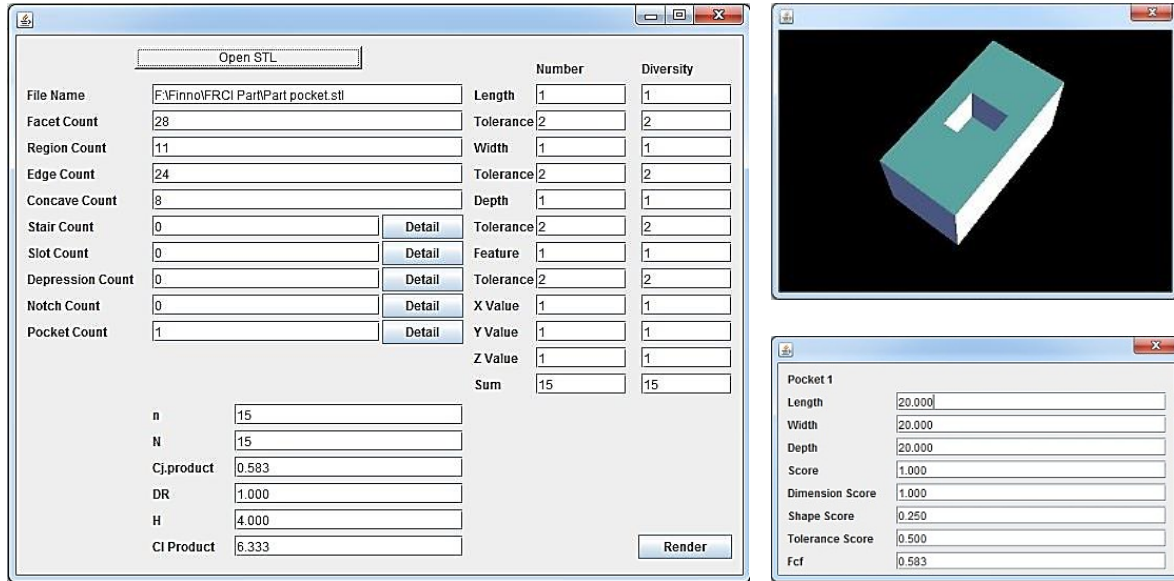 Open STL
Number Diversity
File Name F:\Finno\FRCI Part\Part pocket.stl Length 1 1
Facet Count 28 Tolerance 2 2
Region Count 11 Width 1 1
Edge Count 24 Tolerance 2 2
Concave Count 8 Depth 1 1
Stair Count 0 Detail Tolerance 2 2
Slot Count 0 Detail Feature 1 1
Depression Count 0 Detail Tolerance 2 2
Notch Count 0 Detail X Value 1 1
Pocket Count 1 Detail Y Value 1 1
Z Value 1 1
Sum 15 15
n 15
N 15
Cj.product 0.583
DR 1.000
H 4.000
CI Product 6.333
Render
Pocket 1
Length 20.000
Width 20.000
Depth 20.000
Score 1.000
Dimension Score 1.000
Shape Score 0.250
Tolerance Score 0.500
Fcf 0.583